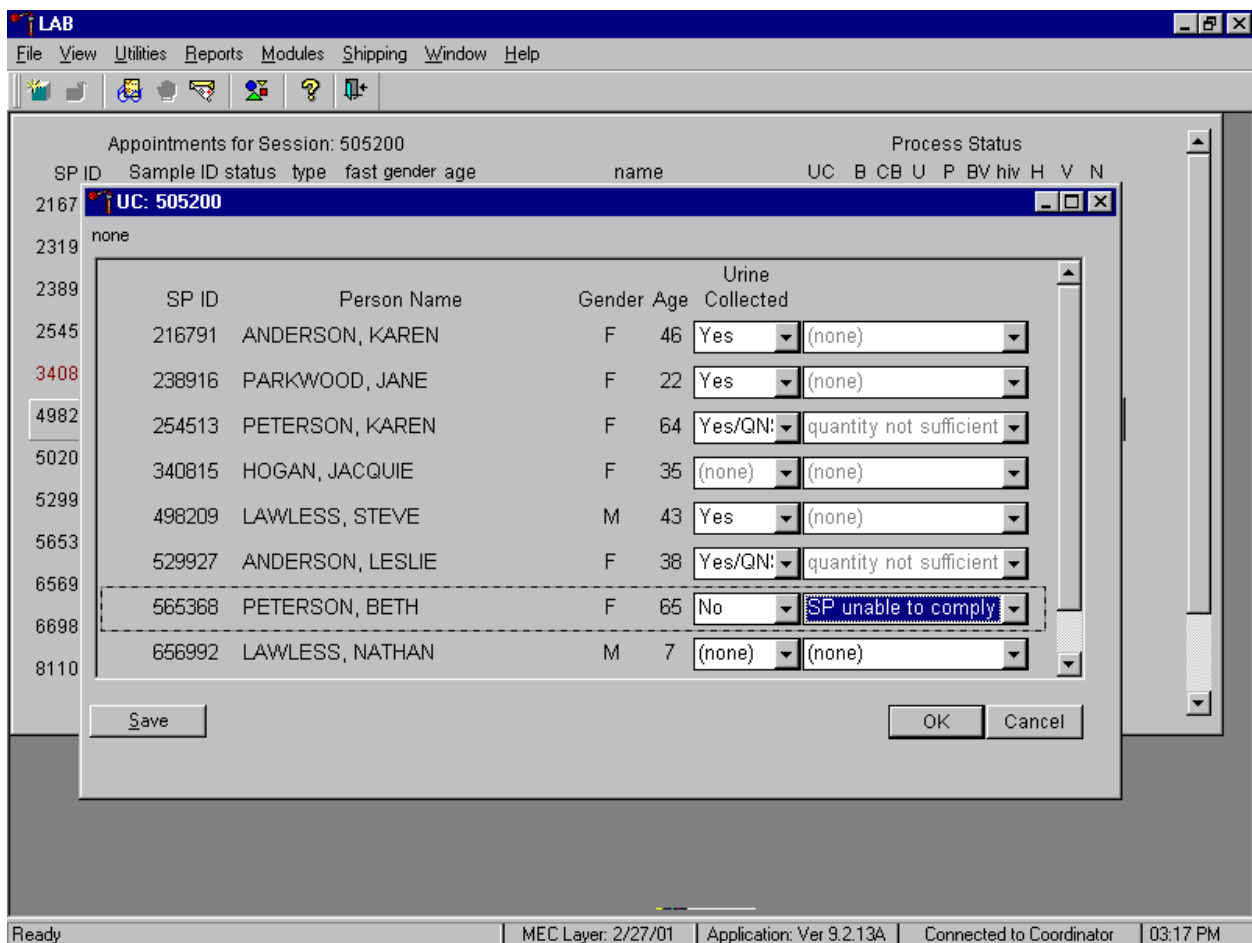 LAB
File View Utilities Reports Modules Shipping Window Help
Appointments for Session: 505200 Process Status
SP ID Sample ID status type fast gender age name UC B CB U P BV hiv H V N
2167
2319
2389
2545
3408
4982
5020
5299
5653
6569
6698
8110
UC: 505200
none
Urine
SP ID Person Name Gender Age Collected
216791 ANDERSON, KAREN F 46 Yes (none)
238916 PARKWOOD, JANE F 22 Yes (none)
254513 PETERSON, KAREN F 64 Yes/QN quantity not sufficient
340815 HOGAN, JACQUIE F 35 (none) (none)
498209 LAWLESS, STEVE M 43 Yes (none)
529927 ANDERSON, LESLIE F 38 Yes/QN quantity not sufficient
565368 PETERSON, BETH F 65 No SP unable to comply
656992 LAWLESS, NATHAN M 7 (none) (none)
Save OK Cancel
Ready MEC Layer: 2/27/01 Application: Ver 9.2.13A Connected to Coordinator 03:17 PM